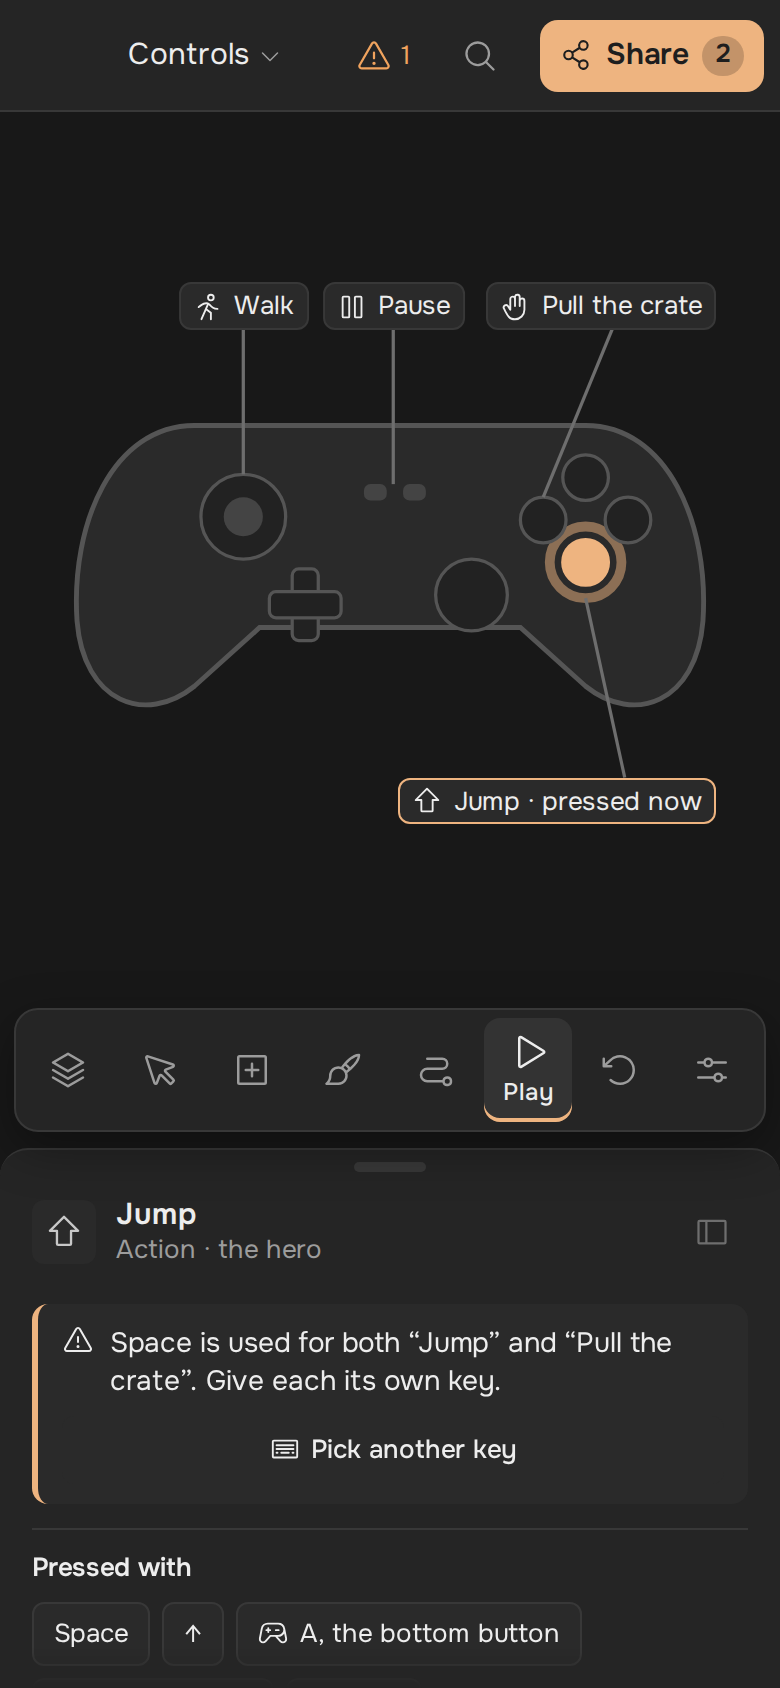 Controls
1
Share 2
Walk
Pause
Pull the crate
Jump · pressed now
Play
Jump
Action · the hero
Space is used for both “Jump” and “Pull the
crate”. Give each its own key.
Pick another key
Pressed with
Space
A, the bottom button